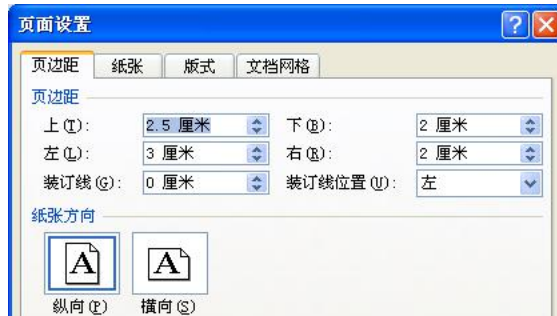 页面设置
页边距 纸张 版式 文档网格
页边距
上(T): 2.5 厘米 下(B): 2 厘米
左(L): 3 厘米 右(R): 2 厘米
装订线(G): 0 厘米 装订线位置(U): 左
纸张方向
A A
纵向(P) 横向(S)